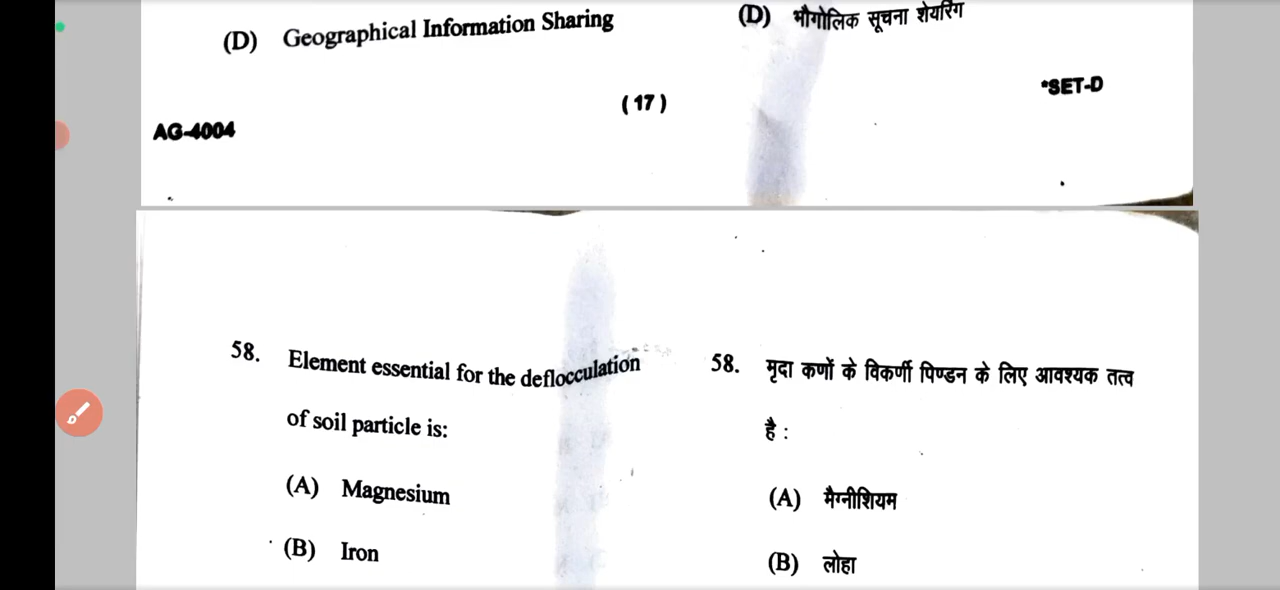 (D) Geographical Information Sharing
(D) भौगोलिक सूचना शेयरिंग
(17)
*SET-D
AG-4004
58. Element essential for the deflocculation
of soil particle is:
(A) Magnesium
(B) Iron
58. मृदा कणों के विकर्णी पिण्डन के लिए आवश्यक तत्व
है :
(A) मैग्नीशियम
(B) लोहा